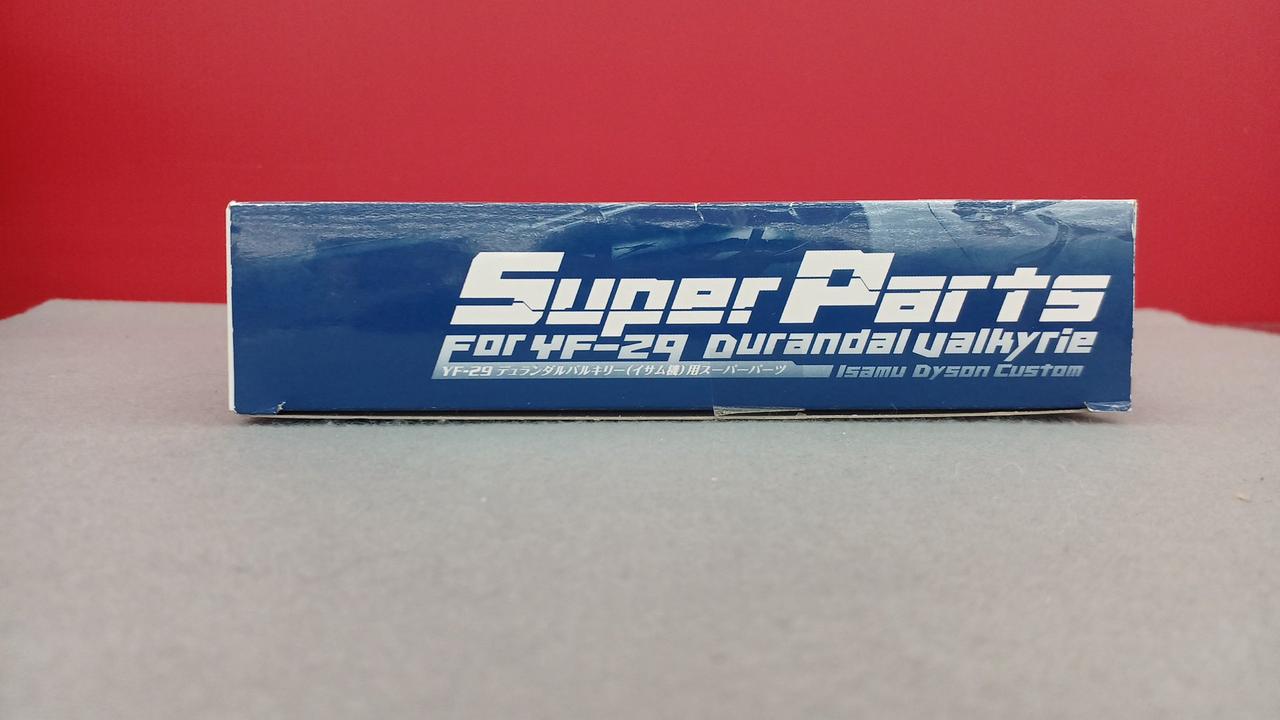 Super Parts
For YF-29 Durandal Valkyrie
YF-29 デュランダルバルキリー(イサム機)用スーパーパーツ
Isamu Dyson Custom